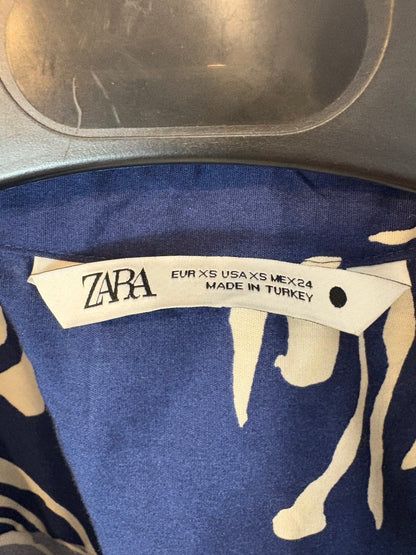 ZARA
EUR XS USA XS MEX 24
MADE IN TURKEY